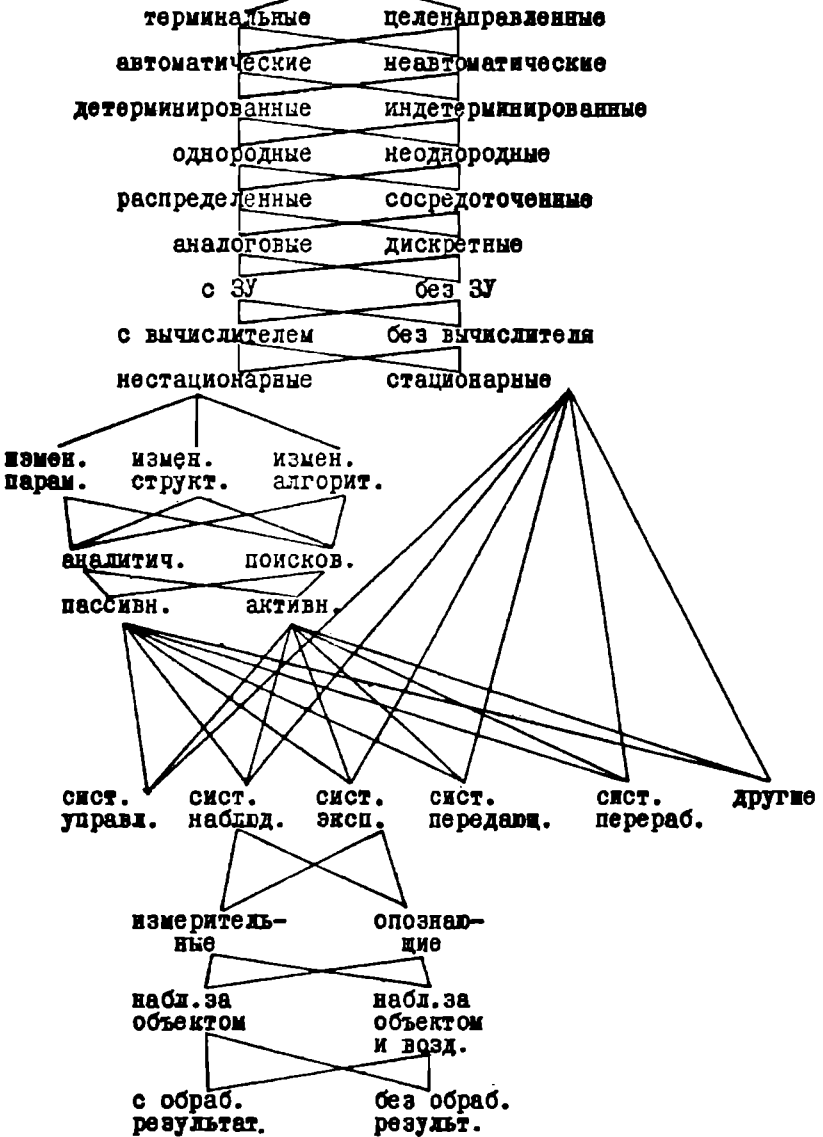 терминальные целенаправленные
автоматические неавтоматические
детерминированные индетерминированные
однородные неоднородные
распределенные сосредоточенные
аналоговые дискретные
с ЗУ без ЗУ
с вычислителем без вычислителя
нестационарные стационарные
измен. измен. измен.
парам. структ. алгорит.
аналитич. поисков.
пассивн. активн.
сист. сист. сист. сист. сист. другие
управл. наблюд. эксп. передающ. перераб.
измеритель- опознаю-
ные щие
набл.за набл.за
объектом объектом
и возд.
с обраб. без обраб.
результат. результ.